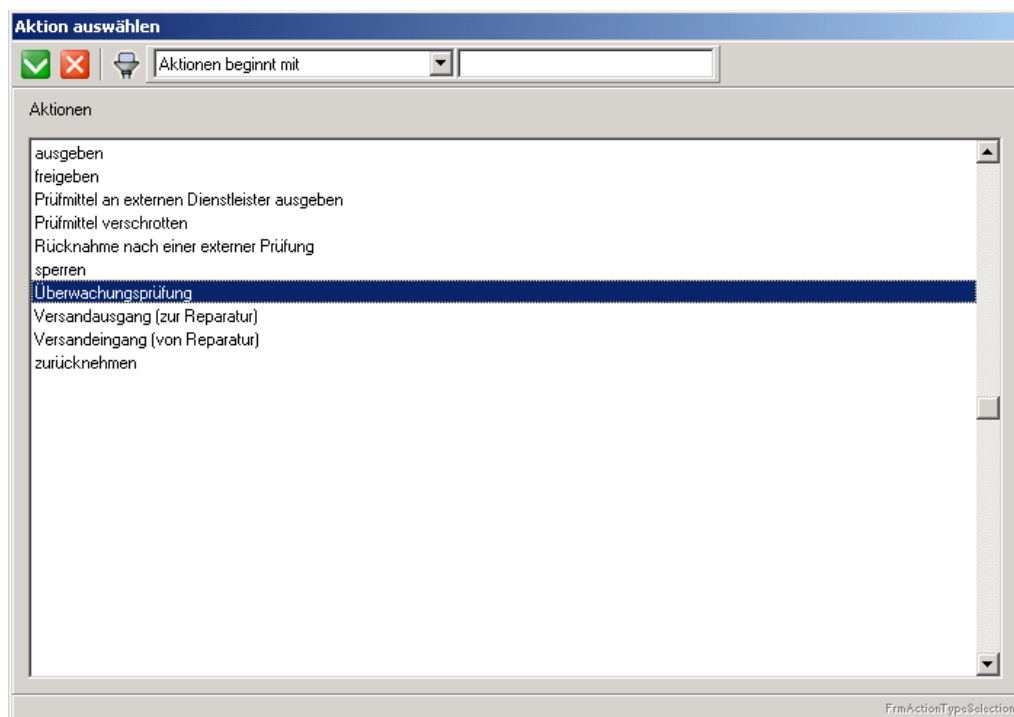 Aktion auswählen
Aktionen beginnt mit
Aktionen
ausgeben
freigeben
Prüfmittel an externen Dienstleister ausgeben
Prüfmittel verschrotten
Rücknahme nach einer externer Prüfung
sperren
Überwachungsprüfung
Versandausgang (zur Reparatur)
Versandeingang (von Reparatur)
zurücknehmen
FrmActionTypeSelection